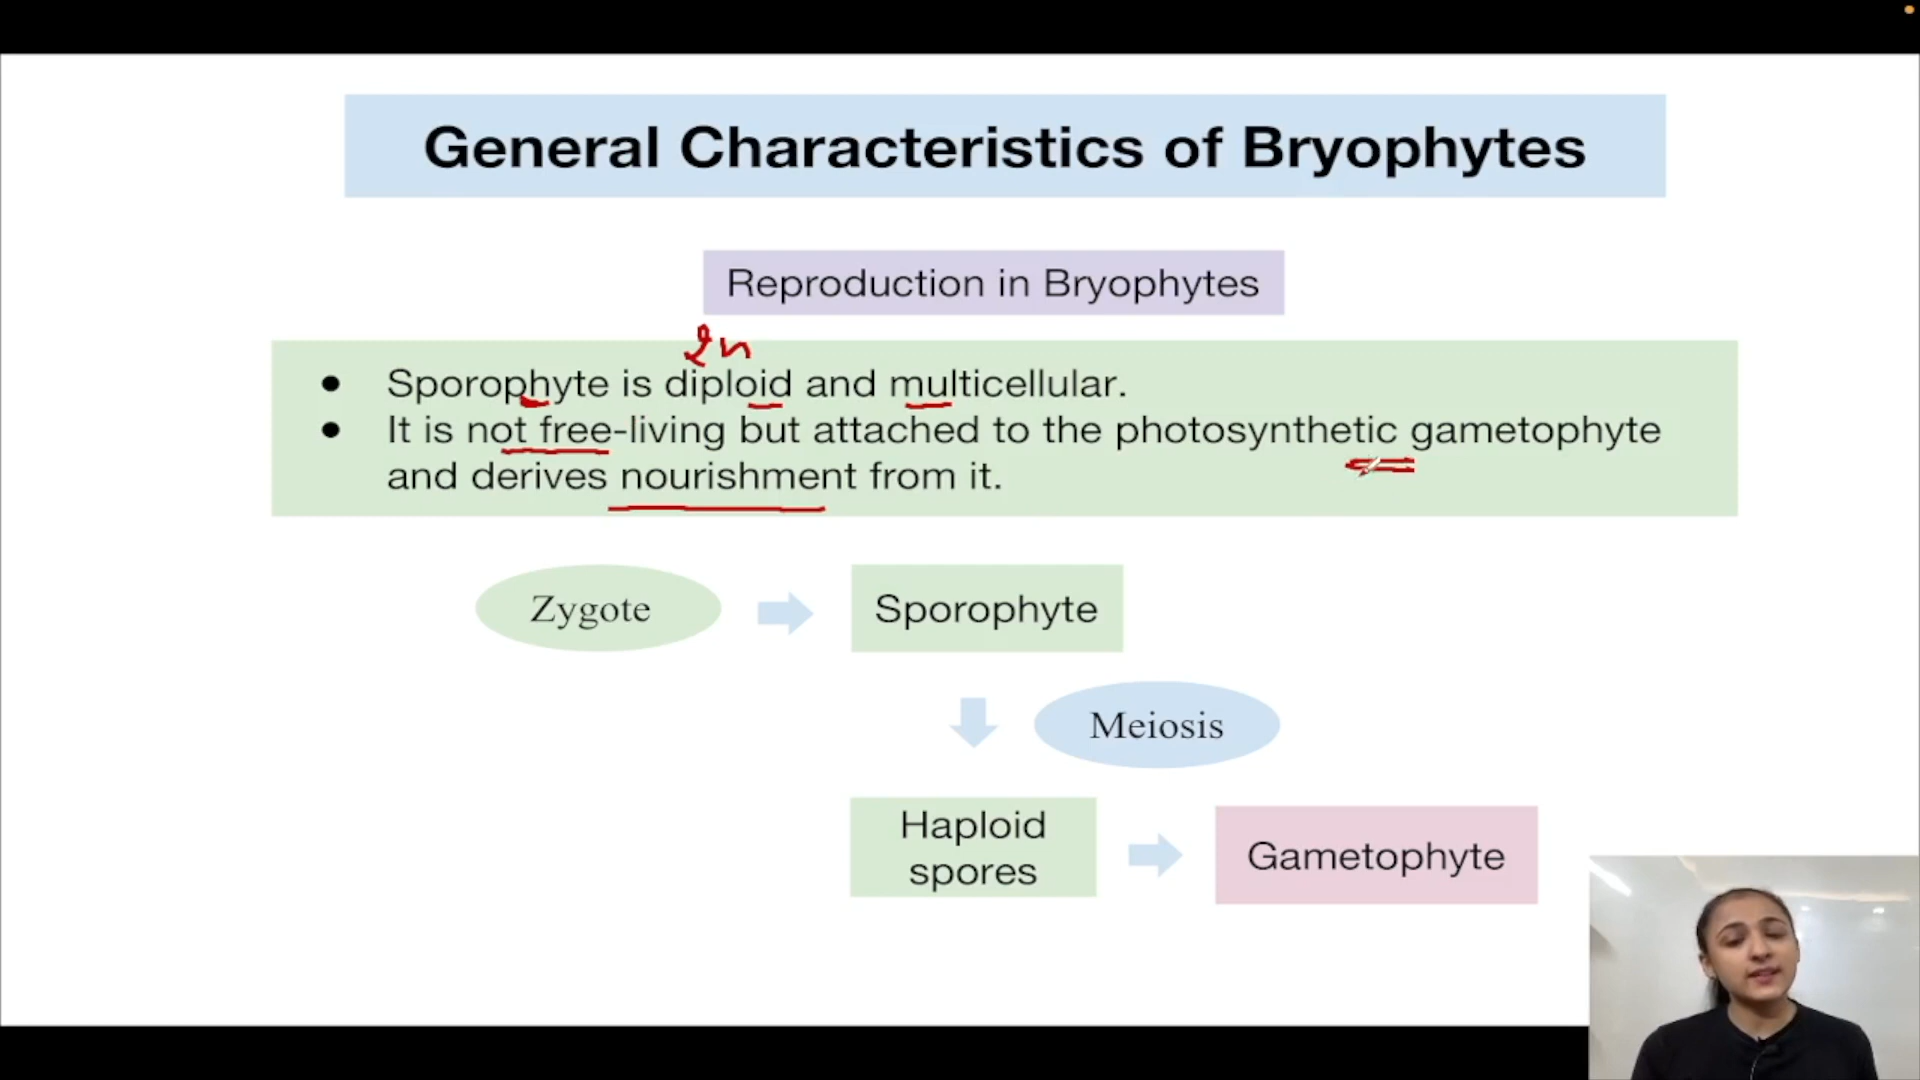 General Characteristics of Bryophytes
Reproduction in Bryophytes
2n
● Sporophyte is diploid and multicellular.
● It is not free-living but attached to the photosynthetic gametophyte
and derives nourishment from it.
Zygote
Sporophyte
Meiosis
Haploid
spores
Gametophyte